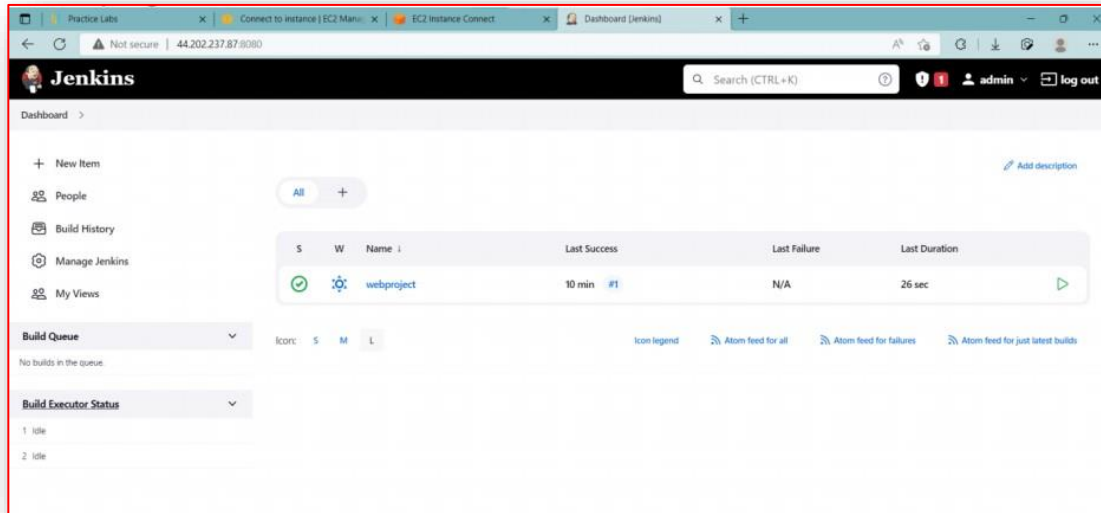 Practice Labs
Connect to instance | EC2 Mana
EC2 Instance Connect
Dashboard [Jenkins]
Not secure | 44.202.237.87:8080
Jenkins
Search (CTRL+K)
1
admin
log out
Dashboard >
New Item
People
Build History
Manage Jenkins
My Views
Build Queue
No builds in the queue.
Build Executor Status
1 Idle
2 Idle
Add description
All +
S W Name ↓ Last Success Last Failure Last Duration
webproject 10 min #1 N/A 26 sec
Icon: S M L
Icon legend
Atom feed for all
Atom feed for failures
Atom feed for just latest builds